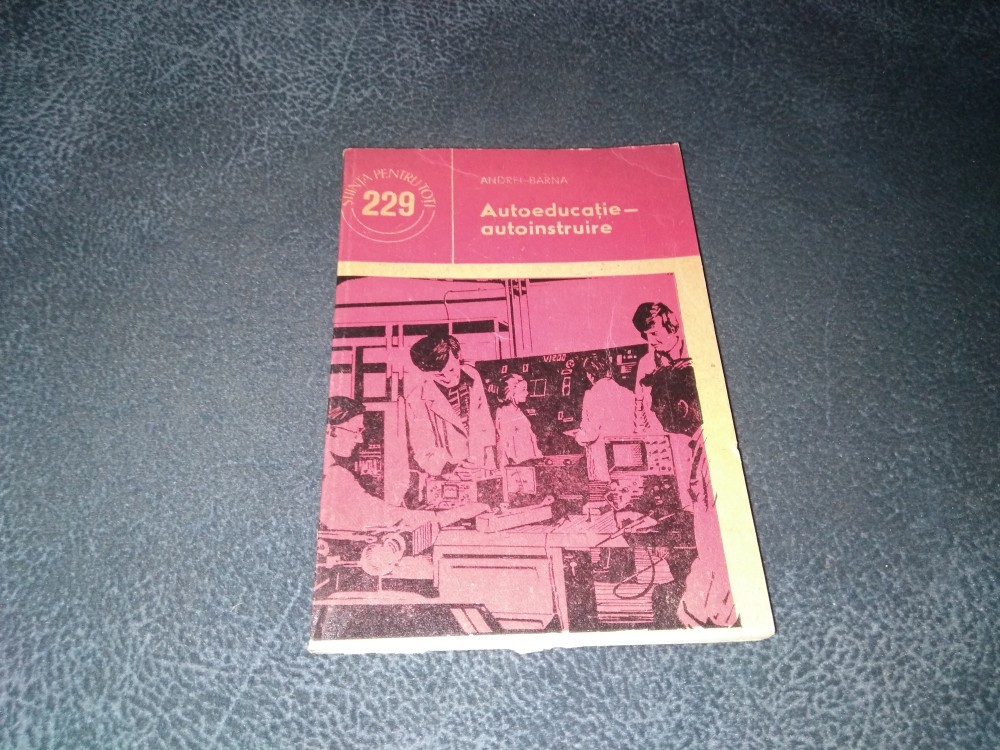 ȘTIINȚA PENTRU TOȚI
229
ANDREI BARNA
Autoeducație—
autoinstruire